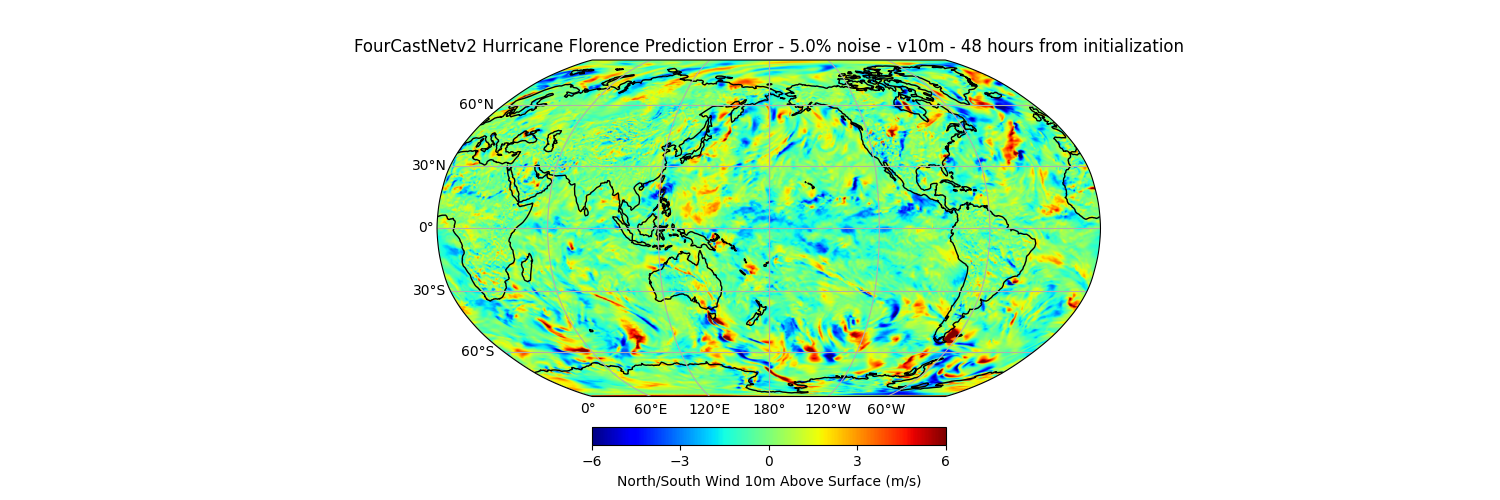 FourCastNetv2 Hurricane Florence Prediction Error - 5.0% noise - v10m - 48 hours from initialization
60°N
30°N
0°
30°S
60°S
0° 60°E 120°E 180° 120°W 60°W
−6 −3 0 3 6
North/South Wind 10m Above Surface (m/s)